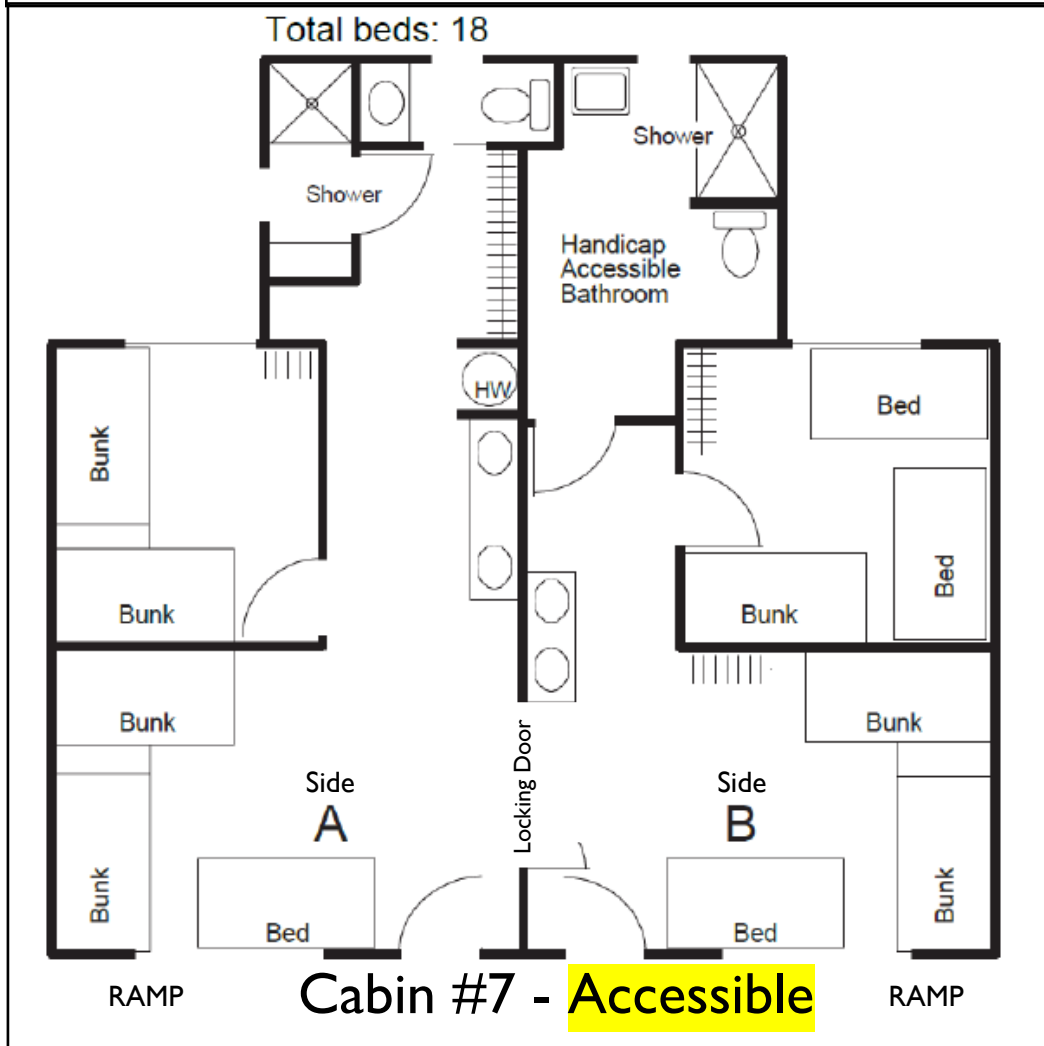 Total beds: 18
Shower
Shower
Handicap
Accessible
Bathroom
HW
Bunk
Bed
Bed
Bunk
Bunk
Bunk
Bunk
Bunk
Side
A
Locking Door
Side
B
Bunk
Bed
Bed
Bunk
RAMP
Cabin #7 - Accessible
RAMP